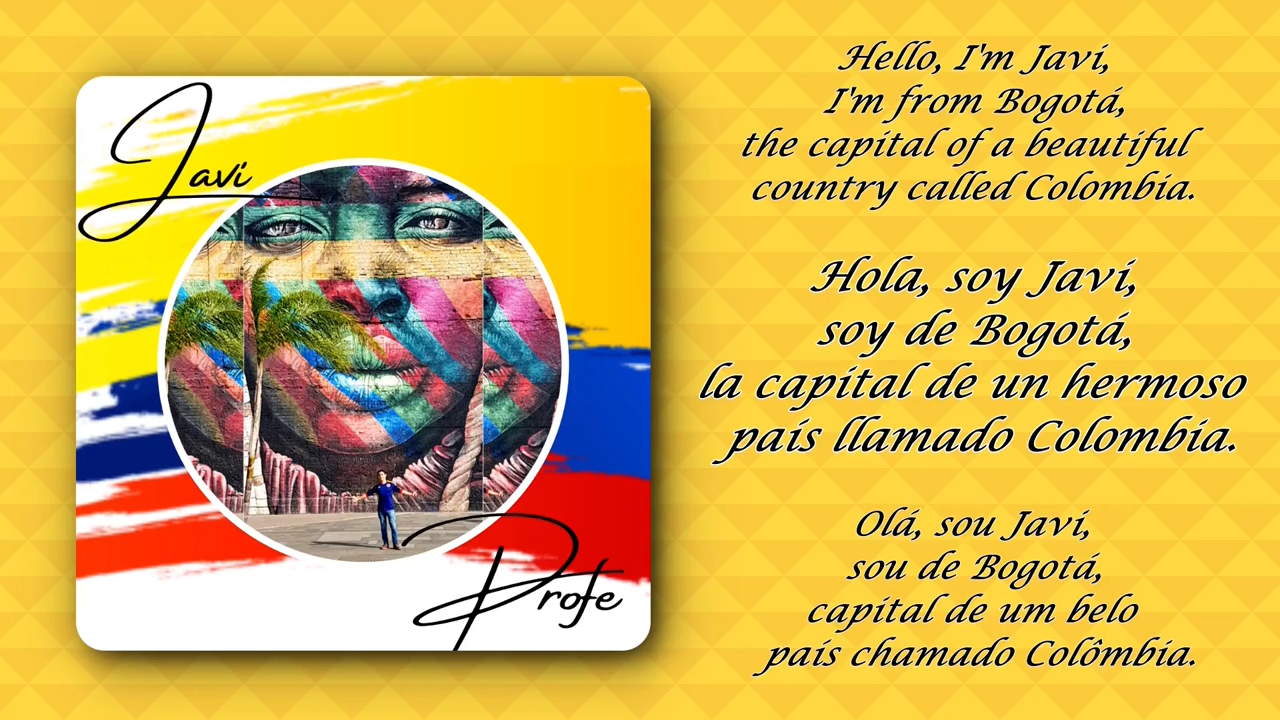 Javi
Profe
Hello, I'm Javi,
I'm from Bogotá,
the capital of a beautiful
country called Colombia.
Hola, soy Javi,
soy de Bogotá,
la capital de un hermoso
país llamado Colombia.
Olá, sou Javi,
sou de Bogotá,
capital de um belo
país chamado Colômbia.